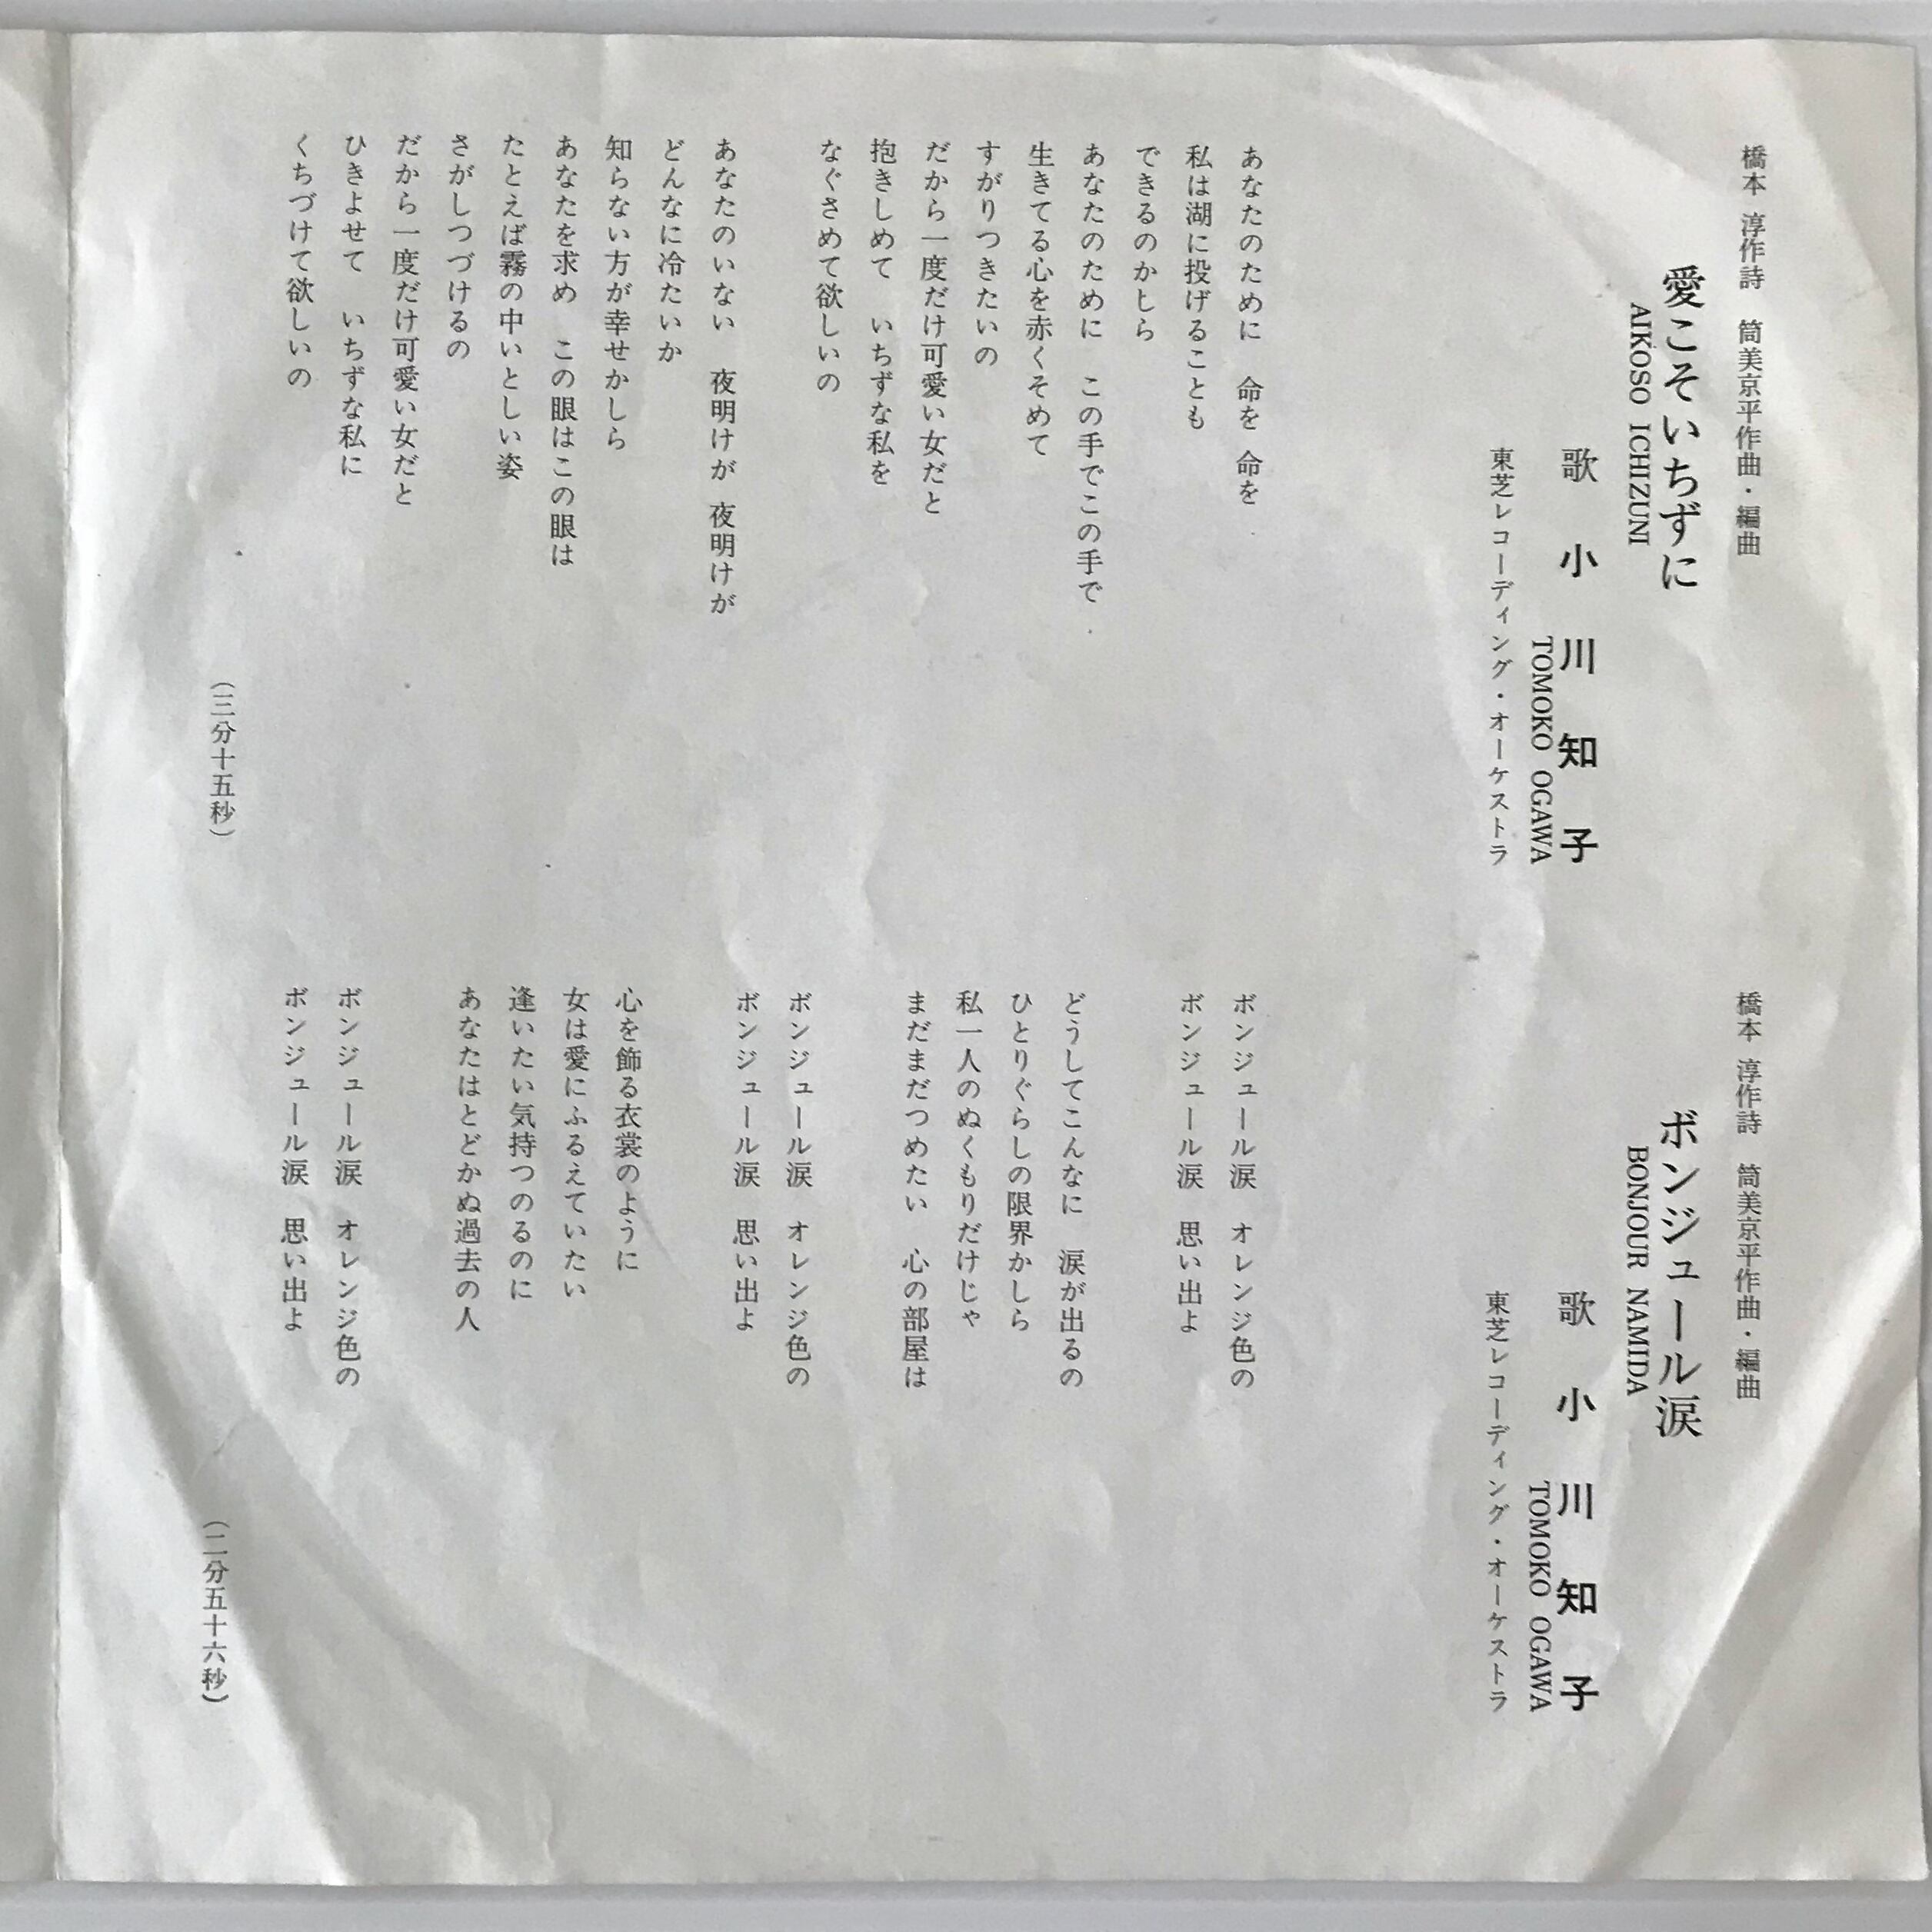 橋本 淳作詩 筒美京平作曲・編曲
愛こそいちずに
AIKOSO ICHIZUNI
歌 小川知子
TOMOKO OGAWA
東芝レコーディング・オーケストラ
あなたのために 命を 命を
私は湖に投げることも
できるのかしら
あなたのために この手でこの手で
生きてる心を赤くそめて
すがりつきたいの
だから一度だけ可愛い女だと
抱きしめて いちずな私を
なぐさめて欲しいの
あなたのいない 夜明けが 夜明けが
どんなに冷たいか
知らない方が幸せかしら
あなたを求め この眼はこの眼は
たとえば霧の中いとしい姿
さがしつづけるの
だから一度だけ可愛い女だと
ひきよせて いちずな私に
くちづけて欲しいの
(三分十五秒)
橋本 淳作詩 筒美京平作曲・編曲
ボンジュール涙
BONJOUR NAMIDA
歌 小川知子
TOMOKO OGAWA
東芝レコーディング・オーケストラ
ボンジュール涙 オレンジ色の
ボンジュール涙 思い出よ
どうしてこんなに 涙が出るの
ひとりぐらしの限界かしら
私一人のぬくもりだけじゃ
まだまだつめたい 心の部屋は
ボンジュール涙 オレンジ色の
ボンジュール涙 思い出よ
心を飾る衣裳のように
女は愛にふるえていたい
逢いたい気持つのるのに
あなたはとどかぬ過去の人
ボンジュール涙 オレンジ色の
ボンジュール涙 思い出よ
(二分五十六秒)